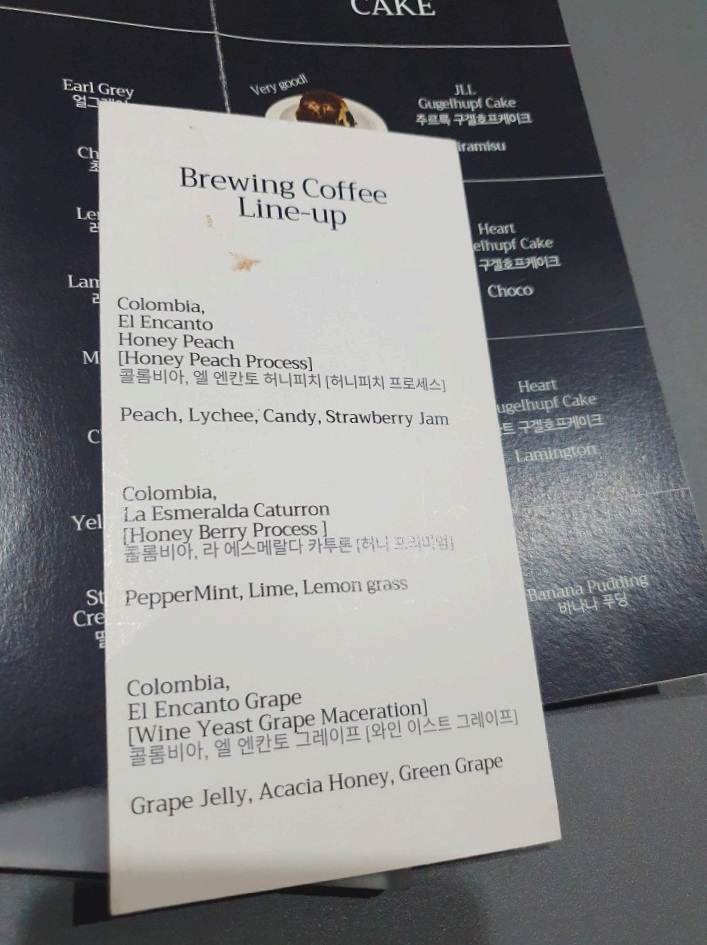 CAKE
Earl Grey
Very good!
JLL
Gugelhupf Cake
주르륵 구겔호프케이크
Heart
구겔호프케이크
Choco
Heart
Cake
구겔호프케이크
Lamington
Banana Pudding
바나나 푸딩
Brewing Coffee
Line-up
Colombia,
El Encanto
Honey Peach
[Honey Peach Process]
콜롬비아, 엘 엔칸토 허니피치 [허니피치 프로세스]
Peach, Lychee, Candy, Strawberry Jam
Colombia,
La Esmeralda Caturron
[Honey Berry Process ]
콜롬비아, 라 에스메랄다 카투론 [허니
PepperMint, Lime, Lemon grass
Colombia,
El Encanto Grape
[Wine Yeast Grape Maceration]
콜롬비아, 엘 엔칸토 그레이프 [와인 이스트 그레이프]
Grape Jelly, Acacia Honey, Green Grape